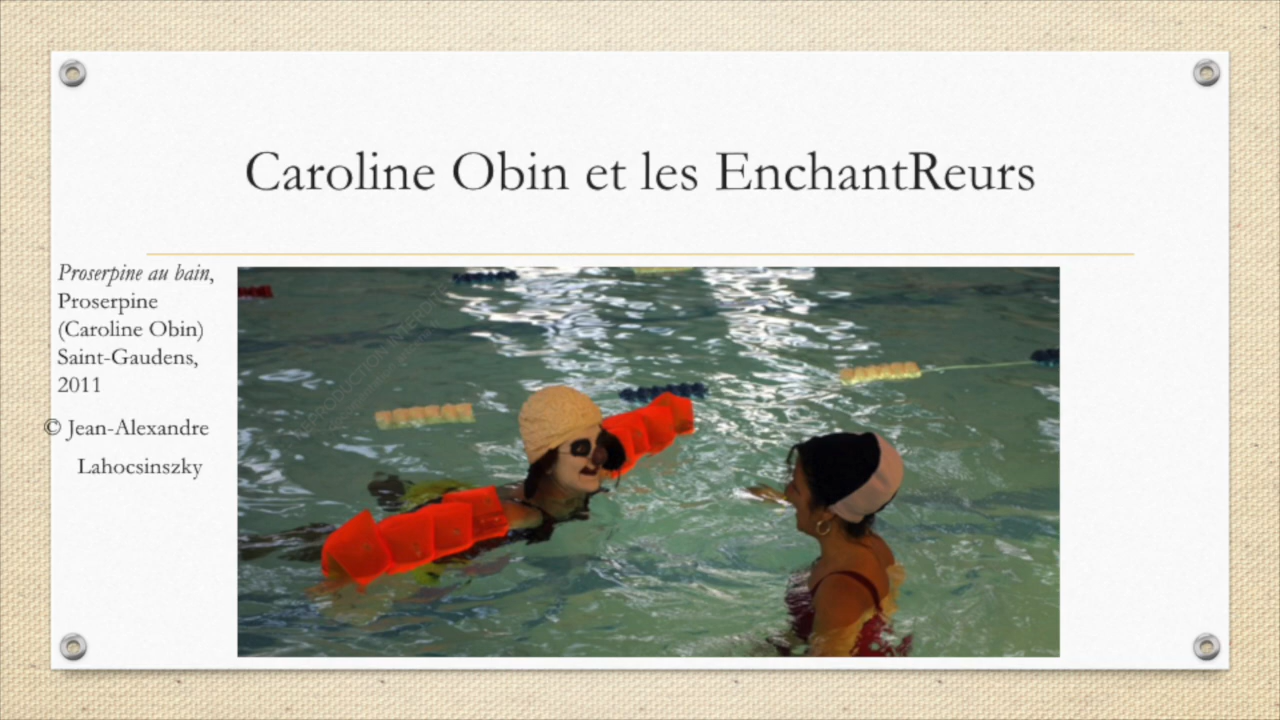 Caroline Obin et les EnchantReurs
Proserpine au bain,
Proserpine
(Caroline Obin)
Saint-Gaudens,
2011
© Jean-Alexandre
Lahocsinszky